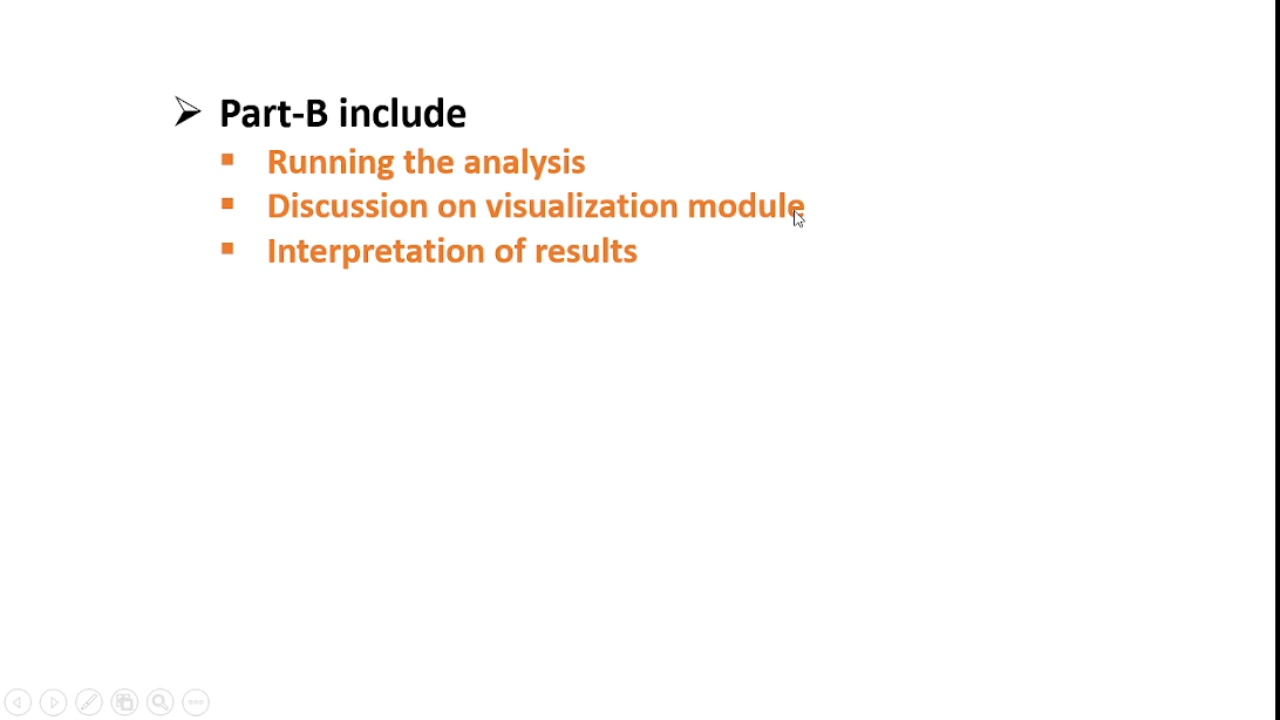 Part-B include
Running the analysis
Discussion on visualization module
Interpretation of results